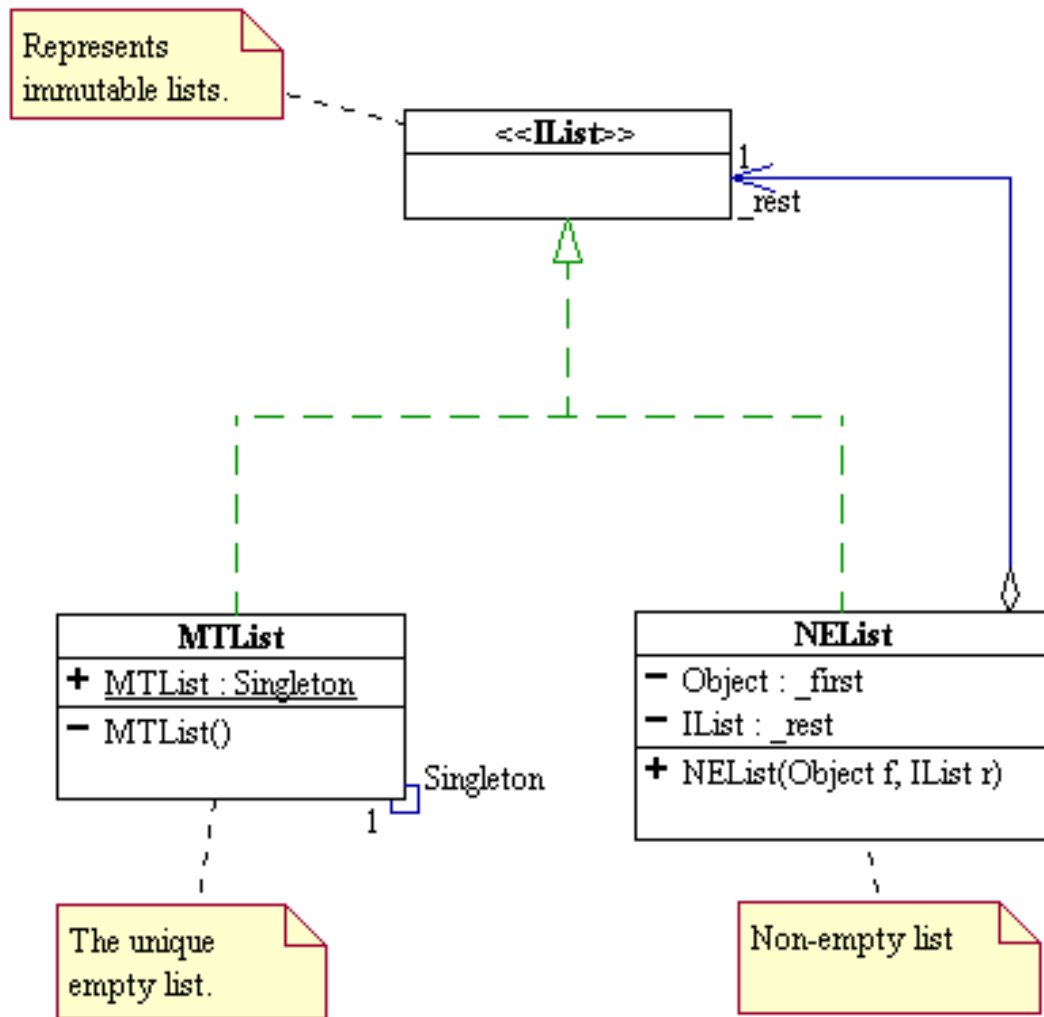 Represents
immutable lists.
<<IList>>
1
_rest
MTList
+ MTList : Singleton
- MTList()
Singleton
1
NEList
- Object : _first
- IList : _rest
+ NEList(Object f, IList r)
The unique
empty list.
Non-empty list